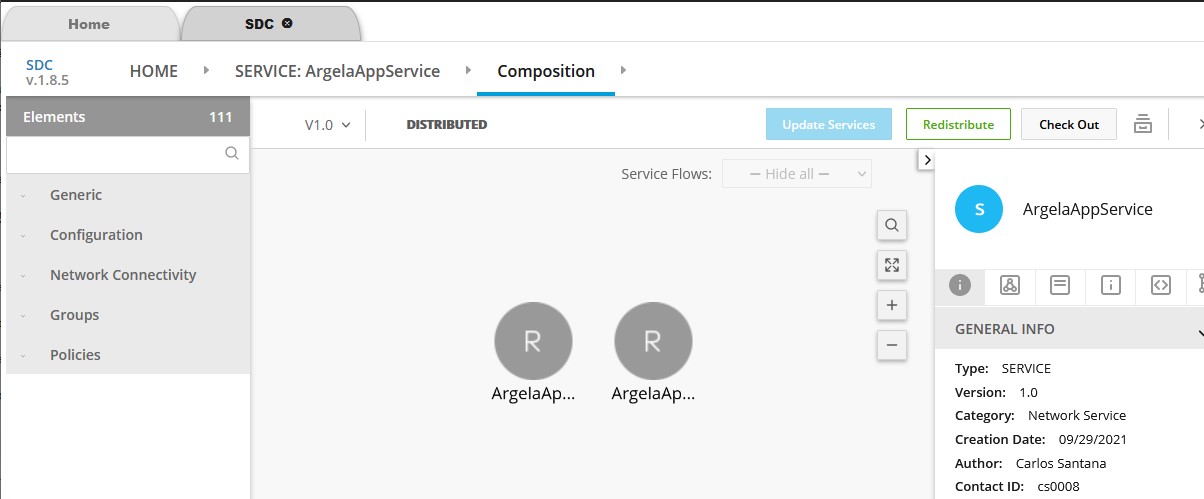 Home
SDC
SDC
v.1.8.5
HOME
SERVICE: ArgelaAppService
Composition
Elements 111
V1.0
DISTRIBUTED
Update Services
Redistribute
Check Out
Generic
Configuration
Network Connectivity
Groups
Policies
Service Flows: — Hide all —
R
R
ArgelaAp...
ArgelaAp...
S
ArgelaAppService
GENERAL INFO
Type: SERVICE
Version: 1.0
Category: Network Service
Creation Date: 09/29/2021
Author: Carlos Santana
Contact ID: cs0008